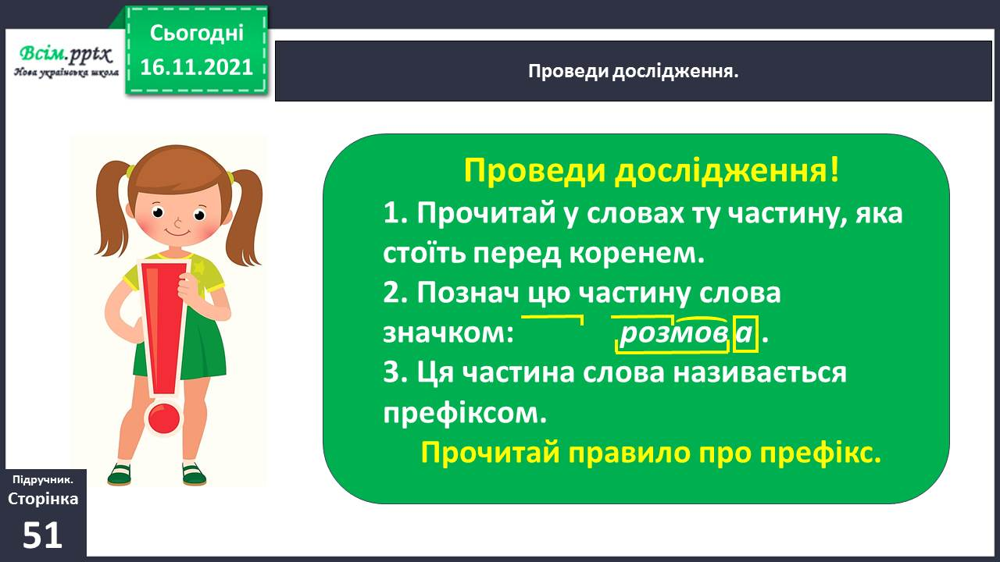 Всім.pptx
Нова українська школа
Сьогодні
16.11.2021
Проведи дослідження.
Проведи дослідження!
1. Прочитай у словах ту частину, яка
стоїть перед коренем.
2. Познач цю частину слова
значком: розмова .
3. Ця частина слова називається
префіксом.
Прочитай правило про префікс.
Підручник.
Сторінка
51